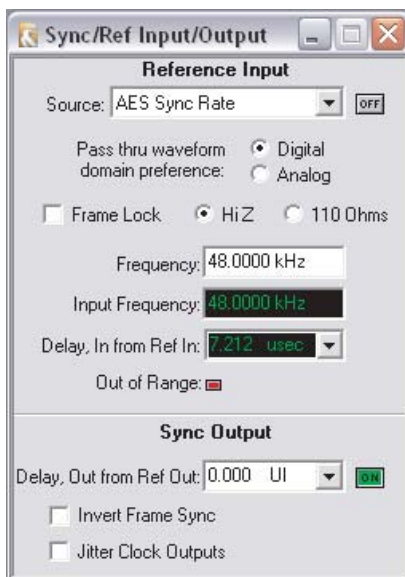 Sync/Ref Input/Output
Reference Input
Source: AES Sync Rate OFF
Pass thru waveform Digital
domain preference: Analog
Frame Lock HiZ 110 Ohms
Frequency: 48.0000 kHz
Input Frequency: 48.0000 kHz
Delay, In from Ref In: 7.212 usec
Out of Range:
Sync Output
Delay, Out from Ref Out: 0.000 UI ON
Invert Frame Sync
Jitter Clock Outputs